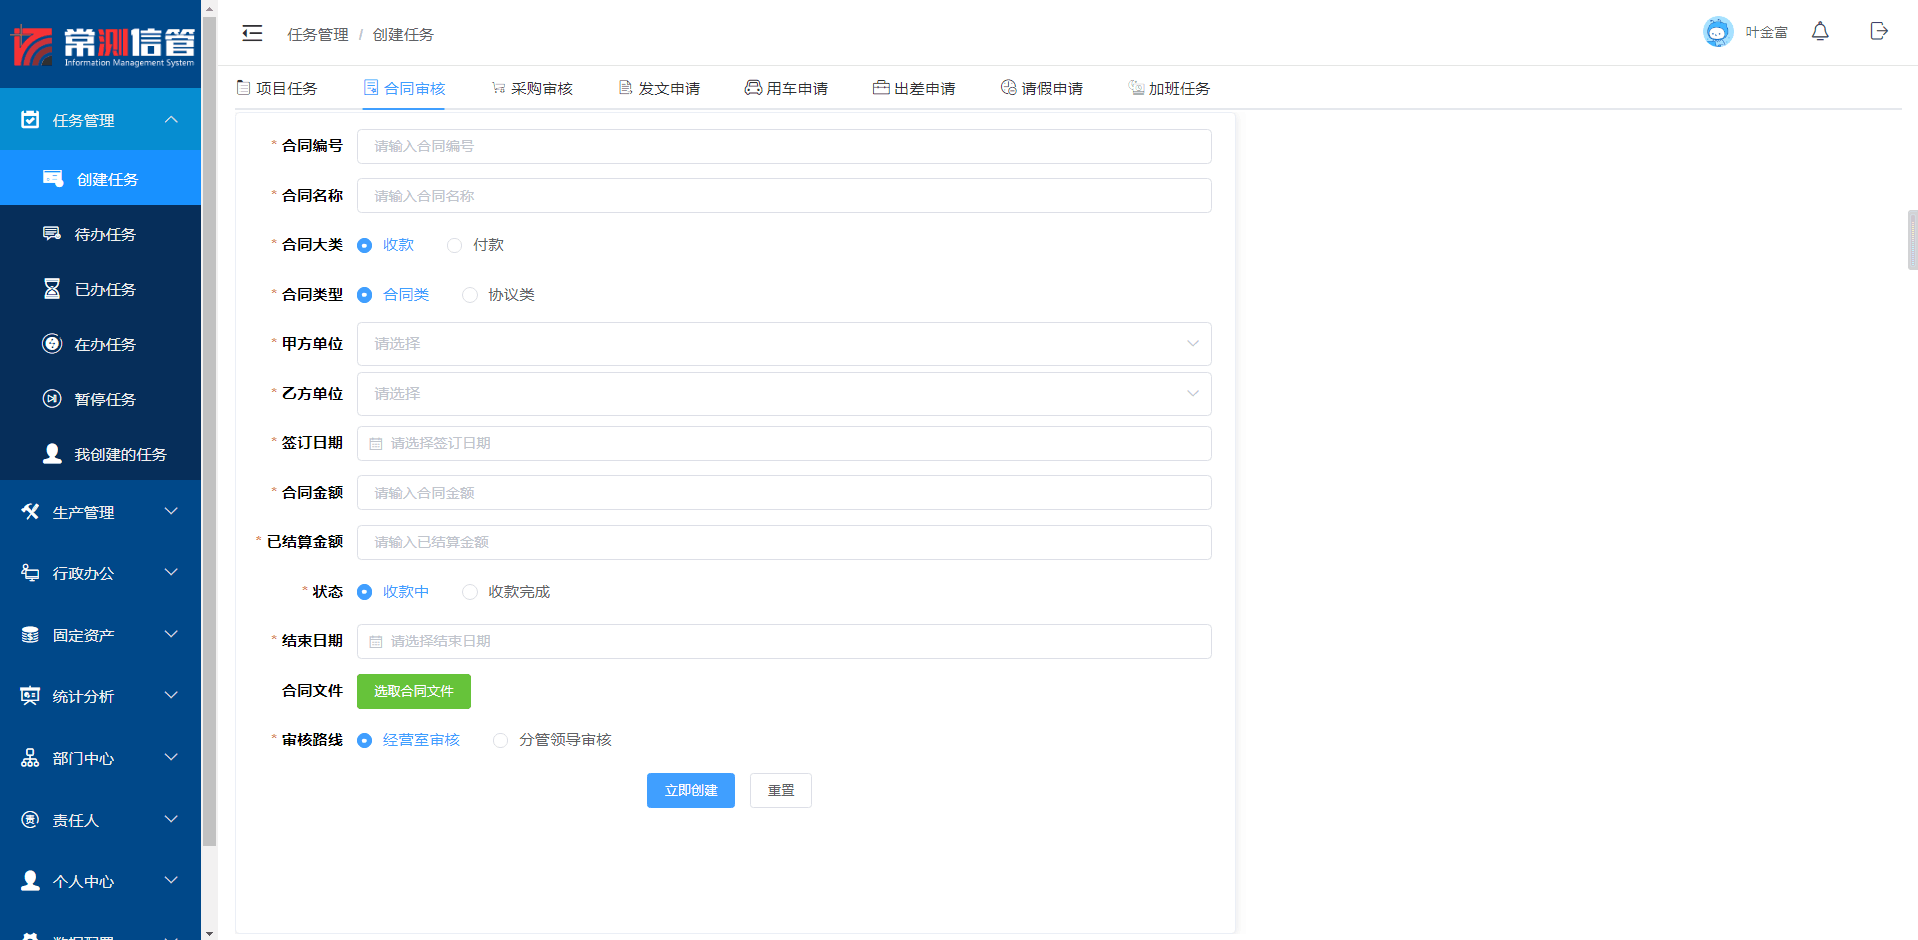 常测信管
Information Management System
任务管理
创建任务
待办任务
已办任务
在办任务
暂停任务
我创建的任务
生产管理
行政办公
固定资产
统计分析
部门中心
责任人
个人中心
任务管理 / 创建任务
叶金富
项目任务 合同审核 采购审核 发文申请 用车申请 出差申请 请假申请 加班任务
* 合同编号 请输入合同编号
* 合同名称 请输入合同名称
* 合同大类 收款 付款
* 合同类型 合同类 协议类
* 甲方单位 请选择
* 乙方单位 请选择
* 签订日期 请选择签订日期
* 合同金额 请输入合同金额
* 已结算金额 请输入已结算金额
* 状态 收款中 收款完成
* 结束日期 请选择结束日期
合同文件 选取合同文件
* 审核路线 经营室审核 分管领导审核
立即创建 重置